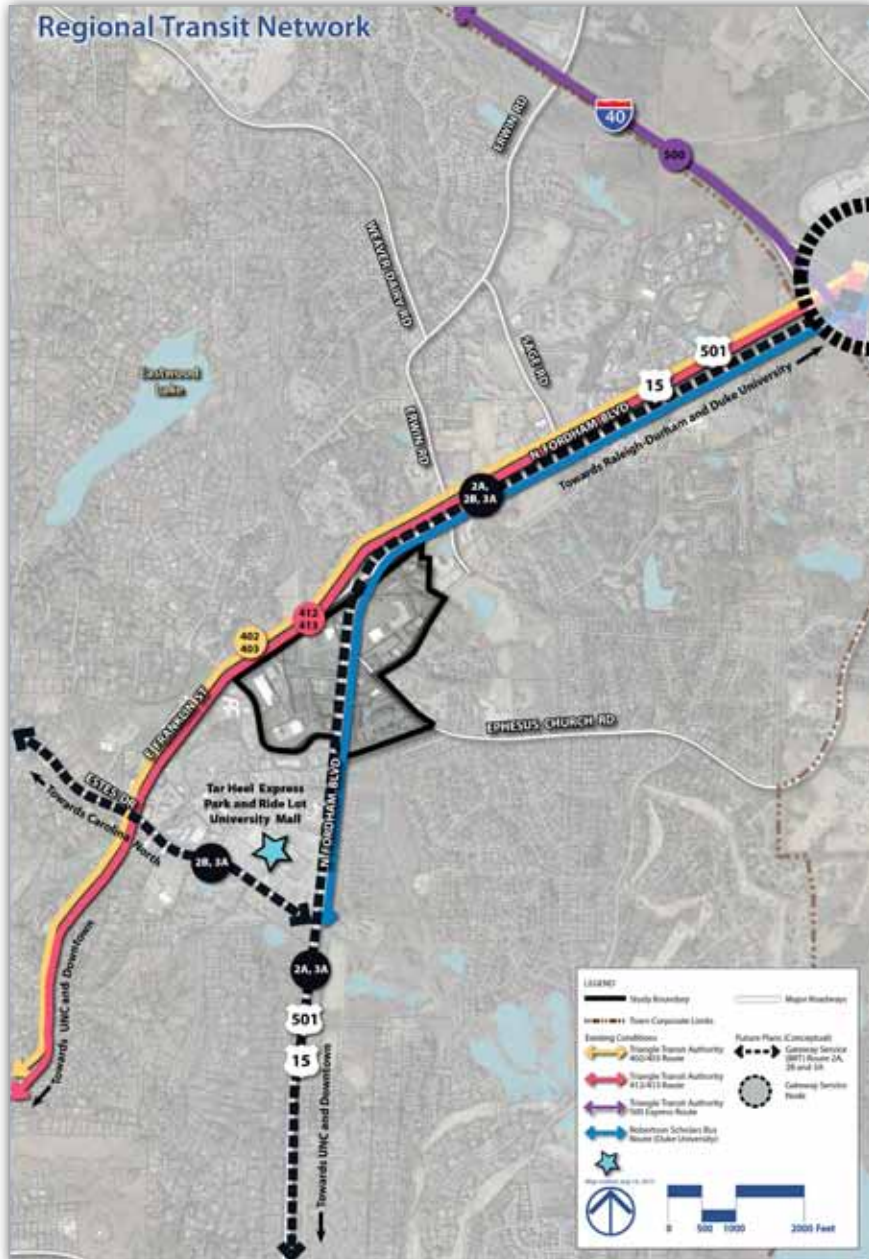 Regional Transit Network
40
500
ERWIN RD
WEAVER DAIRY RD
SAGE RD
Eastwood
Lake
501
15
N FORDHAM BLVD
Towards Raleigh-Durham and Duke University
ERWIN RD
2A,
2B, 3A
412
413
402
403
E FRANKLIN ST
EPHESUS CHURCH RD
ESTES DR
Towards Carolina North
Tar Heel Express
Park and Ride Lot
University Mall
N FORDHAM BLVD
2B, 3A
2A, 3A
501
15
Towards UNC and Downtown
Towards UNC and Downtown
LEGEND
Study Boundary
Major Roadways
Town Corporate Limits
Existing Conditions
Triangle Transit Authority
402/403 Route
Triangle Transit Authority
412/413 Route
Triangle Transit Authority
500 Express Route
Robertson Scholars Bus
Route (Duke University)
Future Plans (Conceptual)
Gateway Service
(BRT) Route 2A,
2B and 3A
Gateway Service
Node
0 500 1000 2000 Feet